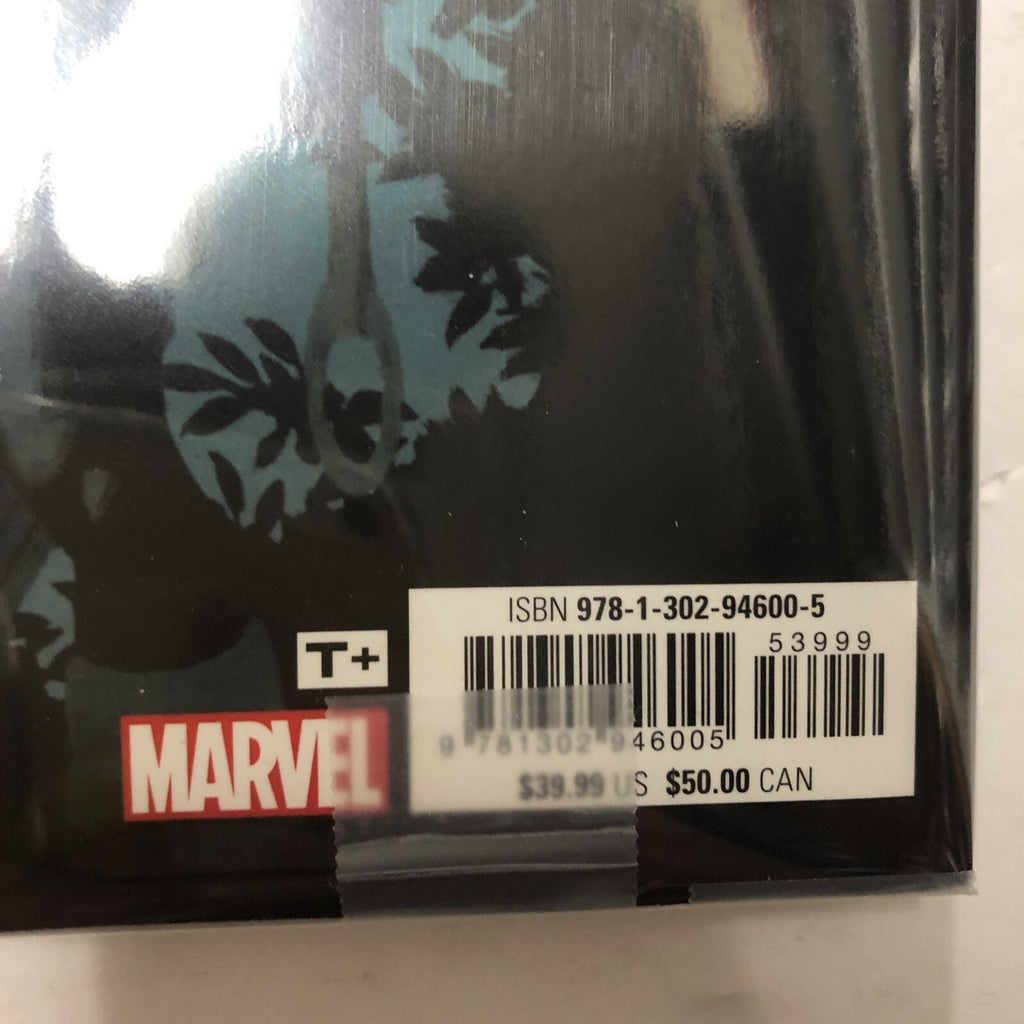 ISBN 978-1-302-94600-5
53999
T+
MARVEL
9 781302 946005
$39.99 US $50.00 CAN